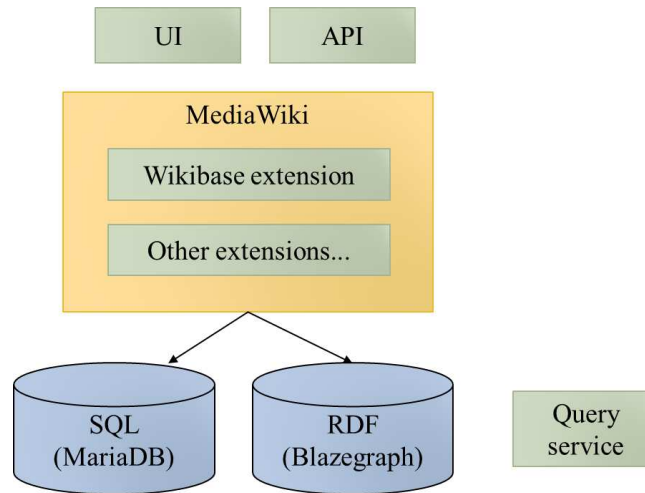 UI
API
MediaWiki
Wikibase extension
Other extensions...
SQL
(MariaDB)
RDF
(Blazegraph)
Query
service